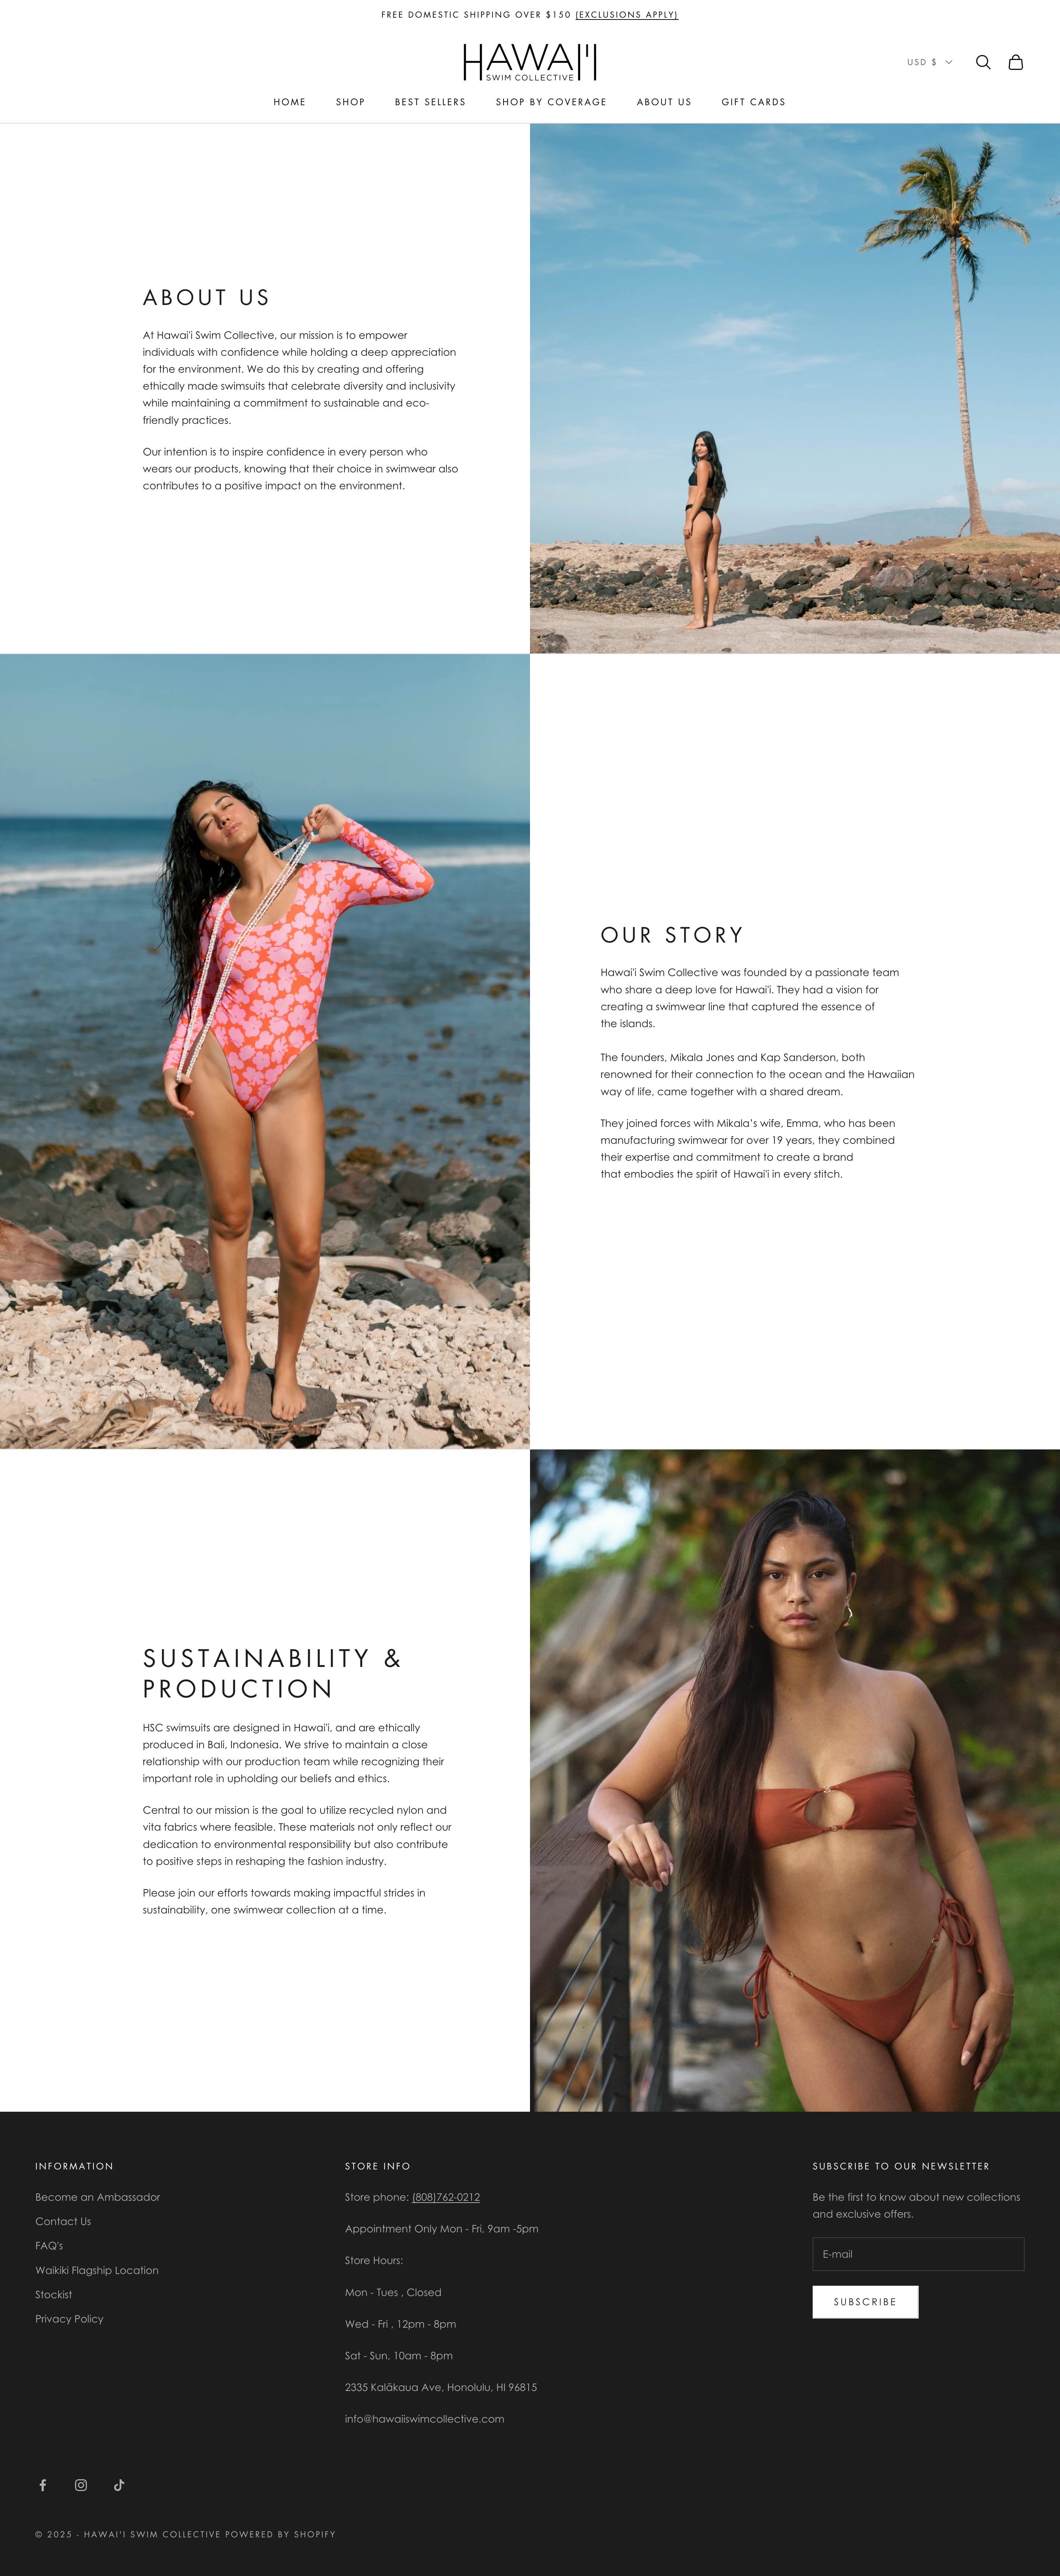 FREE DOMESTIC SHIPPING OVER $150 (EXCLUSIONS APPLY)
HAWAI'I
SWIM COLLECTIVE
USD $
HOME SHOP BEST SELLERS SHOP BY COVERAGE ABOUT US GIFT CARDS
ABOUT US
At Hawai'i Swim Collective, our mission is to empower
individuals with confidence while holding a deep appreciation
for the environment. We do this by creating and offering
ethically made swimsuits that celebrate diversity and inclusivity
while maintaining a commitment to sustainable and eco-
friendly practices.
Our intention is to inspire confidence in every person who
wears our products, knowing that their choice in swimwear also
contributes to a positive impact on the environment.
OUR STORY
Hawai'i Swim Collective was founded by a passionate team
who share a deep love for Hawai'i. They had a vision for
creating a swimwear line that captured the essence of
the islands.
The founders, Mikala Jones and Kap Sanderson, both
renowned for their connection to the ocean and the Hawaiian
way of life, came together with a shared dream.
They joined forces with Mikala’s wife, Emma, who has been
manufacturing swimwear for over 19 years, they combined
their expertise and commitment to create a brand
that embodies the spirit of Hawai'i in every stitch.
SUSTAINABILITY &
PRODUCTION
HSC swimsuits are designed in Hawai'i, and are ethically
produced in Bali, Indonesia. We strive to maintain a close
relationship with our production team while recognizing their
important role in upholding our beliefs and ethics.
Central to our mission is the goal to utilize recycled nylon and
vita fabrics where feasible. These materials not only reflect our
dedication to environmental responsibility but also contribute
to positive steps in reshaping the fashion industry.
Please join our efforts towards making impactful strides in
sustainability, one swimwear collection at a time.
INFORMATION
Become an Ambassador
Contact Us
FAQ's
Waikiki Flagship Location
Stockist
Privacy Policy
STORE INFO
Store phone: (808)762-0212
Appointment Only Mon - Fri, 9am -5pm
Store Hours:
Mon - Tues , Closed
Wed - Fri , 12pm - 8pm
Sat - Sun, 10am - 8pm
2335 Kalākaua Ave, Honolulu, HI 96815
info@hawaiiswimcollective.com
SUBSCRIBE TO OUR NEWSLETTER
Be the first to know about new collections
and exclusive offers.
E-mail
SUBSCRIBE
© 2025 - HAWAI'I SWIM COLLECTIVE POWERED BY SHOPIFY